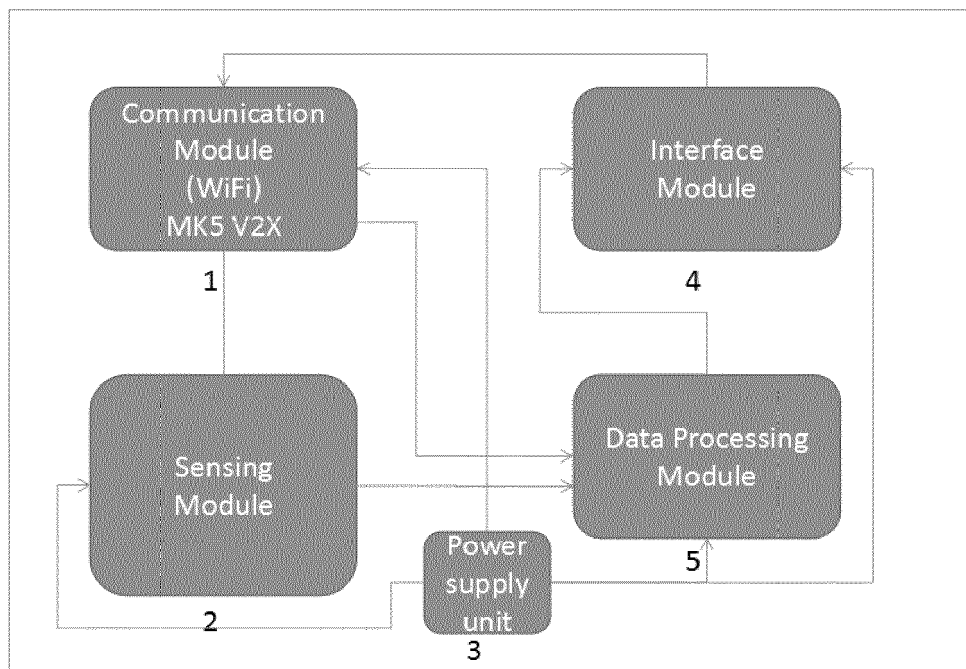 Communication
Module
(WiFi)
MK5 V2X
1
Interface
Module
4
Sensing
Module
2
Data Processing
Module
5
Power
supply
unit
3